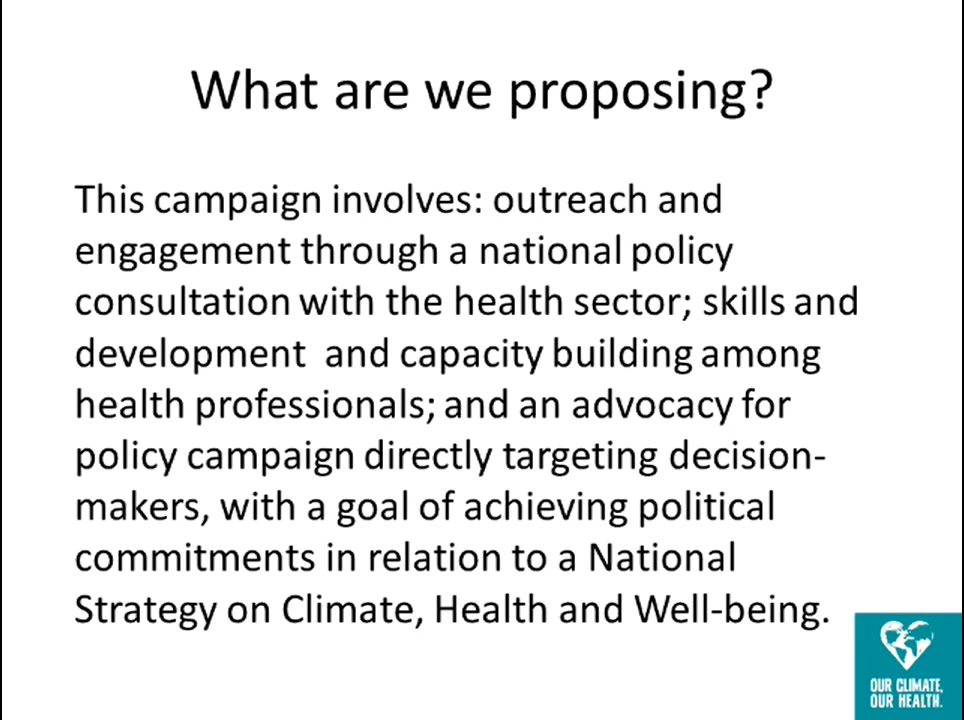 What are we proposing?
This campaign involves: outreach and
engagement through a national policy
consultation with the health sector; skills and
development  and capacity building among
health professionals; and an advocacy for
policy campaign directly targeting decision-
makers, with a goal of achieving political
commitments in relation to a National
Strategy on Climate, Health and Well-being.
OUR CLIMATE,
OUR HEALTH.